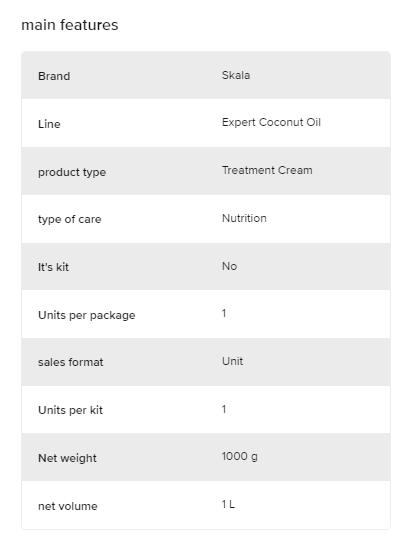 main features
Brand Skala
Line Expert Coconut Oil
product type Treatment Cream
type of care Nutrition
It's kit No
Units per package 1
sales format Unit
Units per kit 1
Net weight 1000 g
net volume 1 L